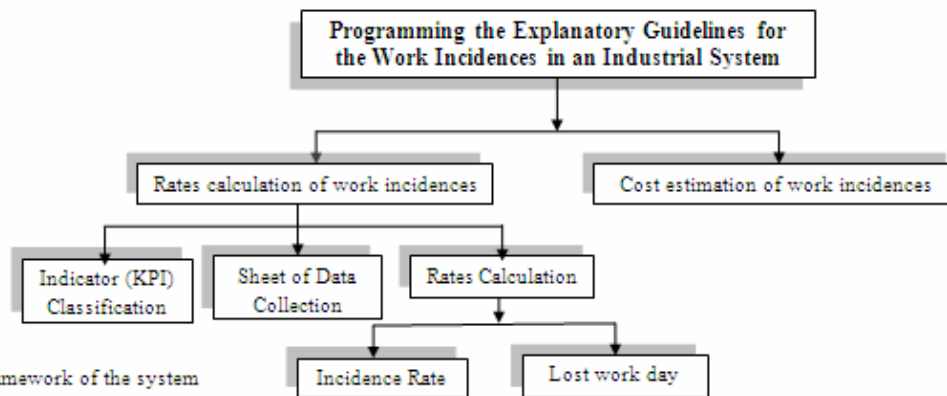 Programming the Explanatory Guidelines for
the Work Incidences in an Industrial System
Rates calculation of work incidences
Cost estimation of work incidences
Indicator (KPI)
Classification
Sheet of Data
Collection
Rates Calculation
Incidence Rate
Lost work day
of the system